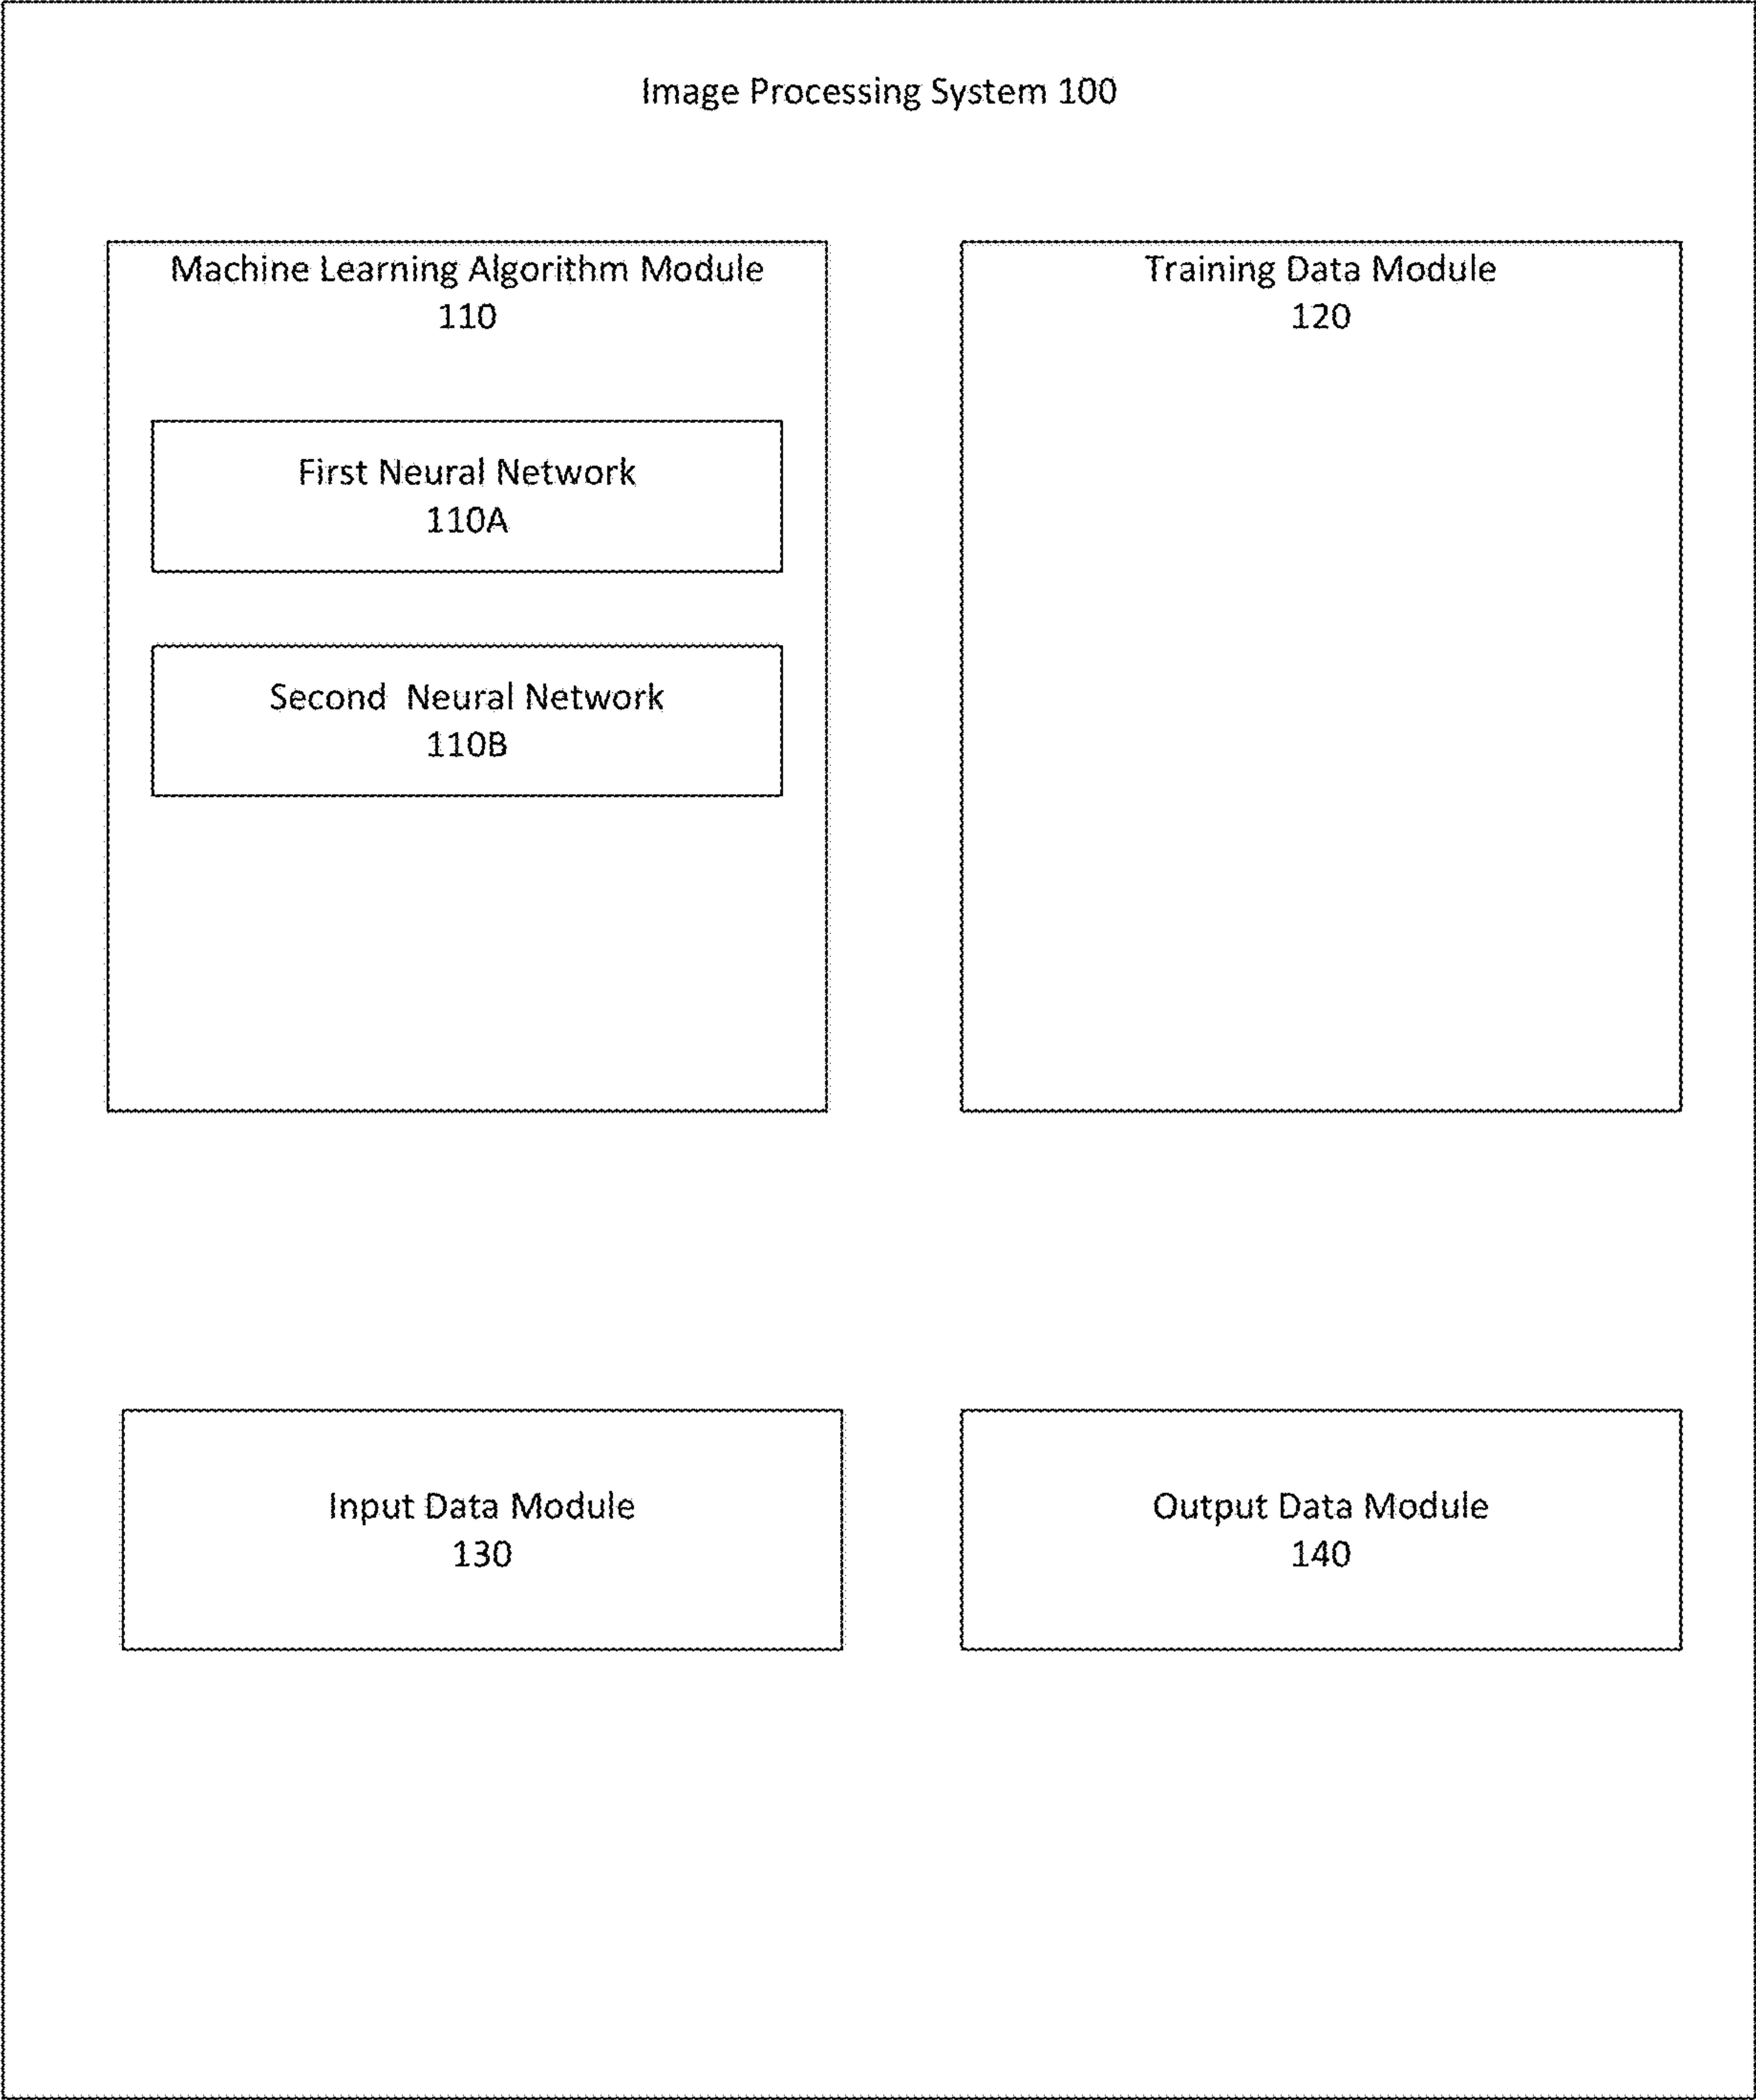 Image Processing System 100
Machine Learning Algorithm Module
110
First Neural Network
110A
Second Neural Network
110B
Training Data Module
120
Input Data Module
130
Output Data Module
140